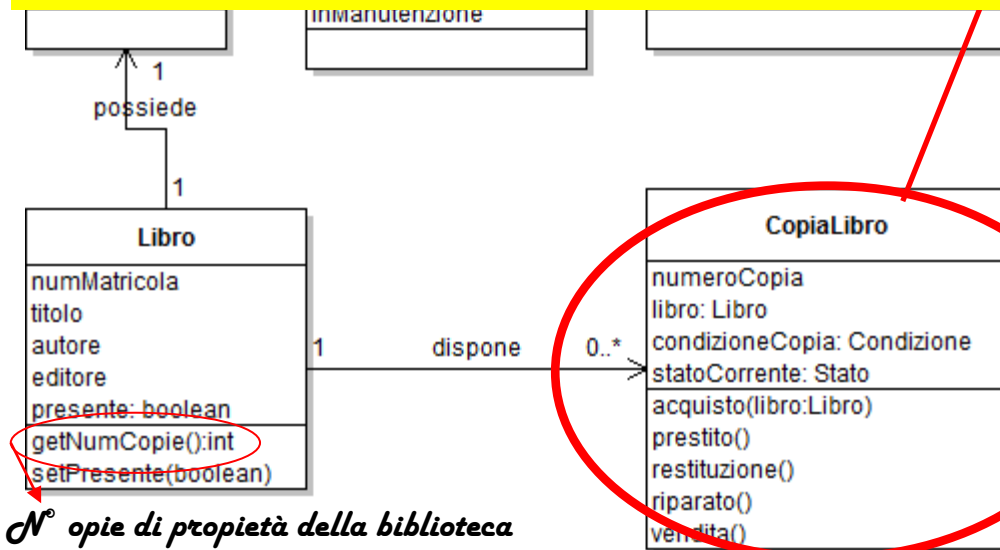 inManutenzione
1
possiede
1
Libro
numMatricola
titolo
autore
editore
presente: boolean
getNumCopie():int
setPresente(boolean)
1 dispone 0..*
CopiaLibro
numeroCopia
libro: Libro
condizioneCopia: Condizione
statoCorrente: Stato
acquisto(libro:Libro)
prestito()
restituzione()
riparato()
vendita()
N° opie di propietà della biblioteca